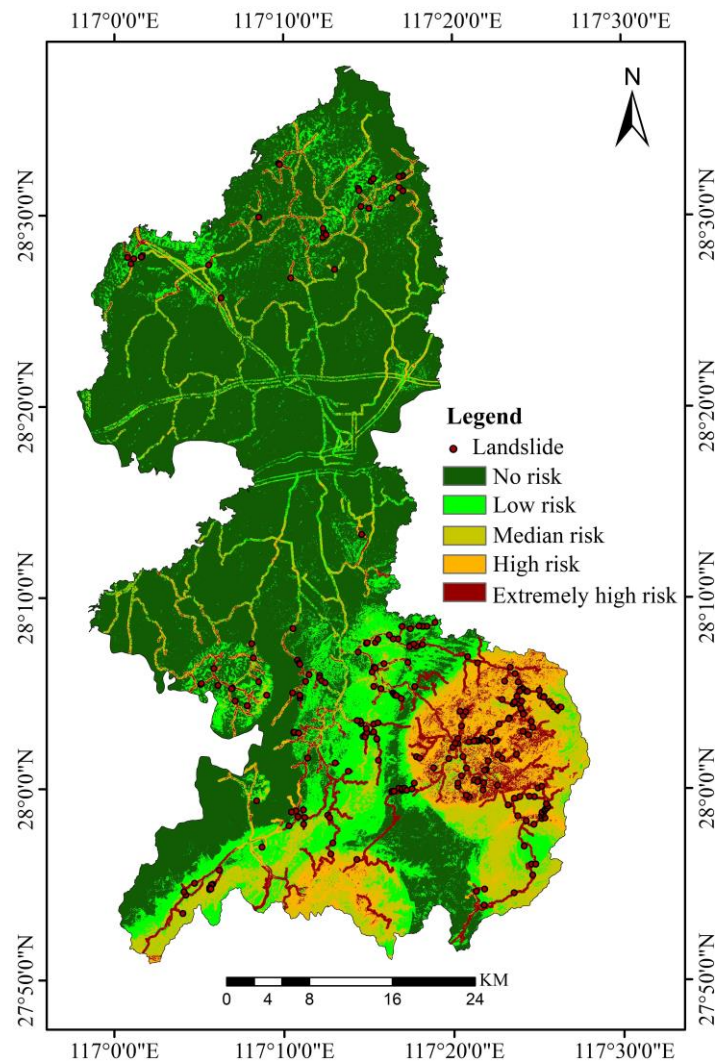 117°0'0"E 117°10'0"E 117°20'0"E 117°30'0"E
N
28°30'0"N 28°30'0"N
28°20'0"N 28°20'0"N
Legend
Landslide
No risk
Low risk
Median risk
High risk
Extremely high risk
28°10'0"N 28°10'0"N
28°0'0"N 28°0'0"N
KM
0 4 8 16 24
27°50'0"N 27°50'0"N
117°0'0"E 117°10'0"E 117°20'0"E 117°30'0"E